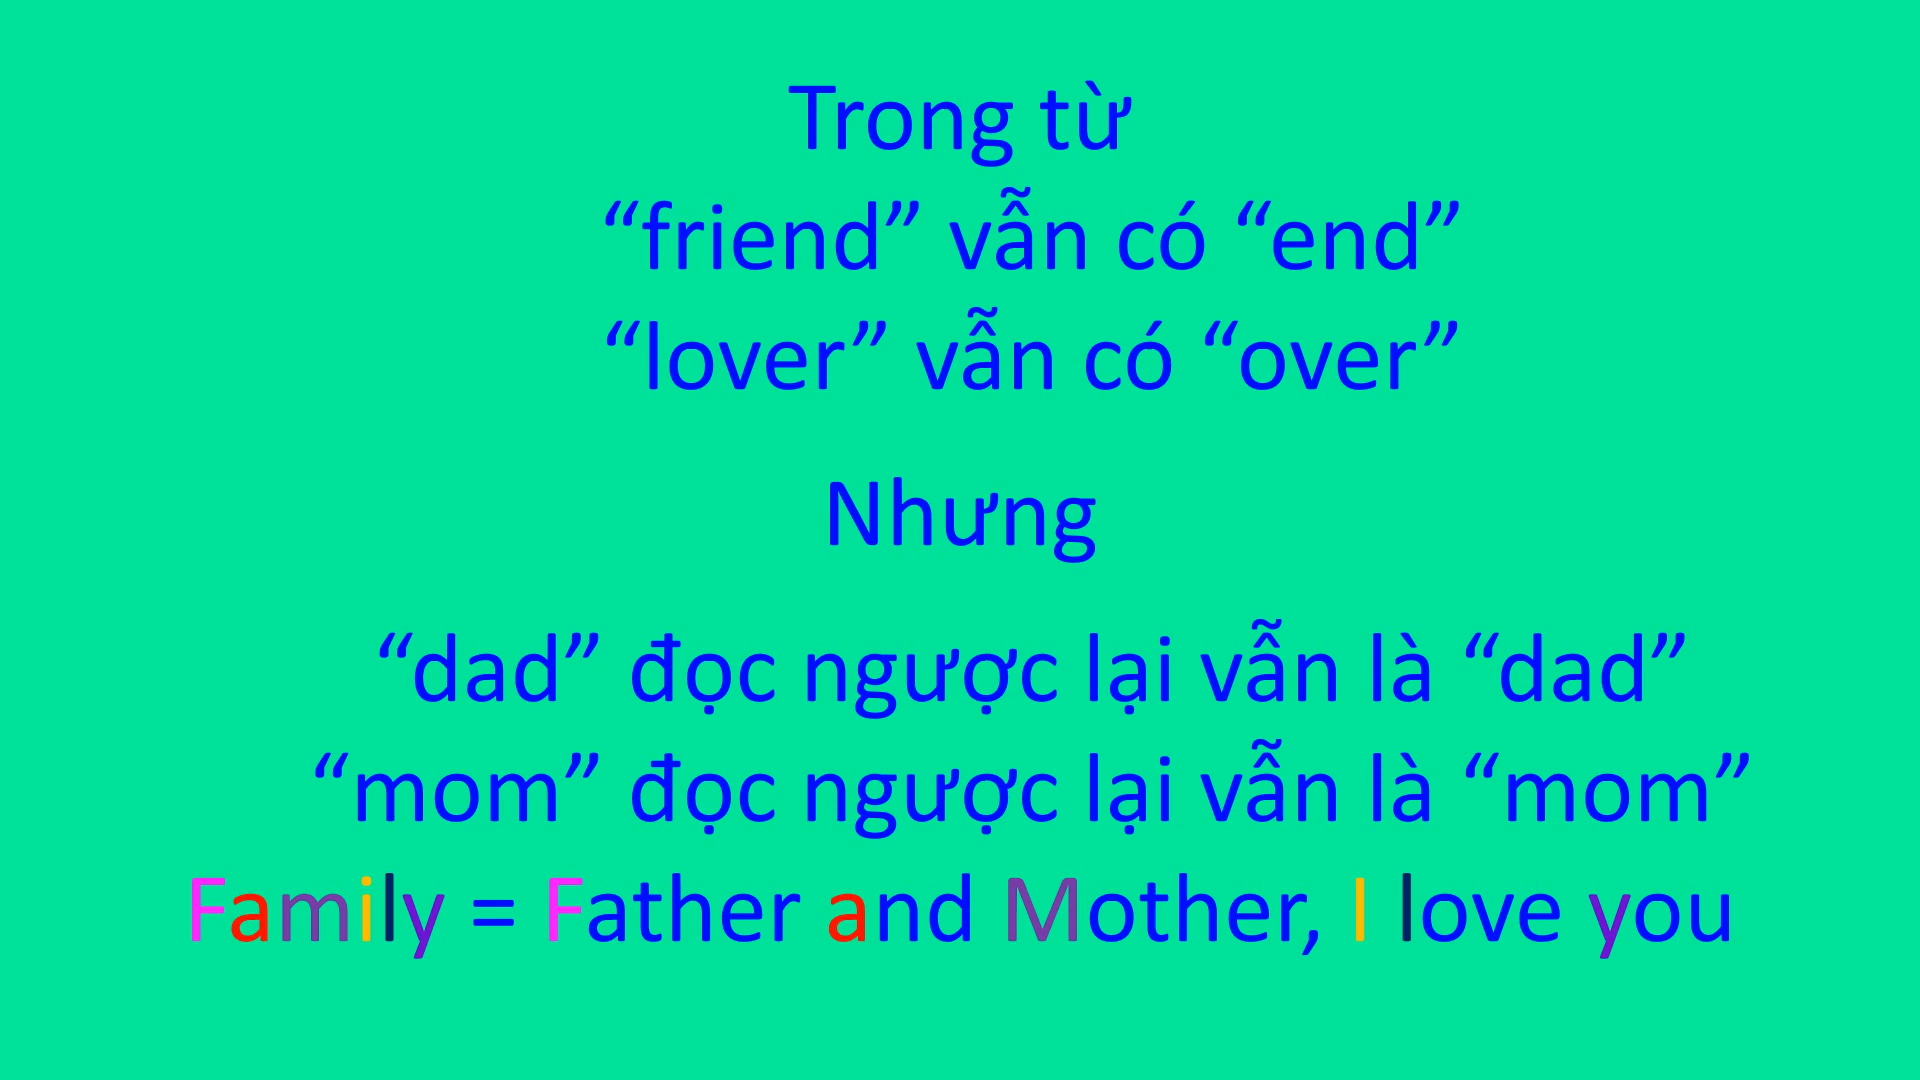 Trong từ
“friend” vẫn có “end”
“lover” vẫn có “over”
Nhưng
“dad” đọc ngược lại vẫn là “dad”
“mom” đọc ngược lại vẫn là “mom”
Family = Father and Mother, I love you